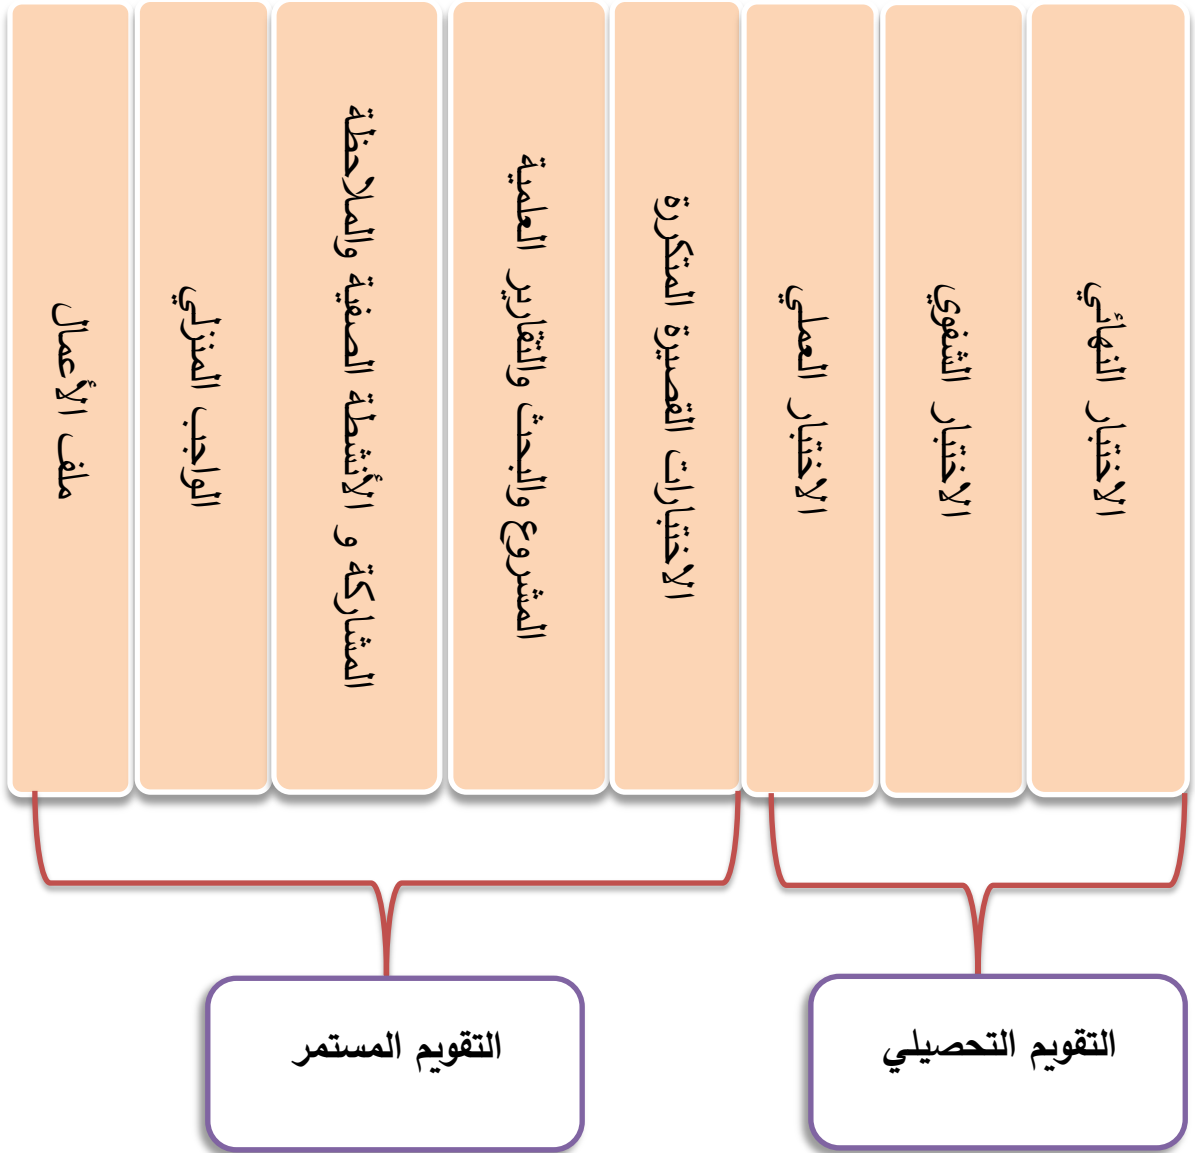 الاختبار النهائي
الاختبار الشفوي
الاختبار العملي
الاختبارات القصيرة المتكررة
المشروع والبحث والتقارير العلمية
المشاركة و الأنشطة الصفية والملاحظة
الواجب المنزلي
ملف الأعمال
التقويم التحصيلي
التقويم المستمر